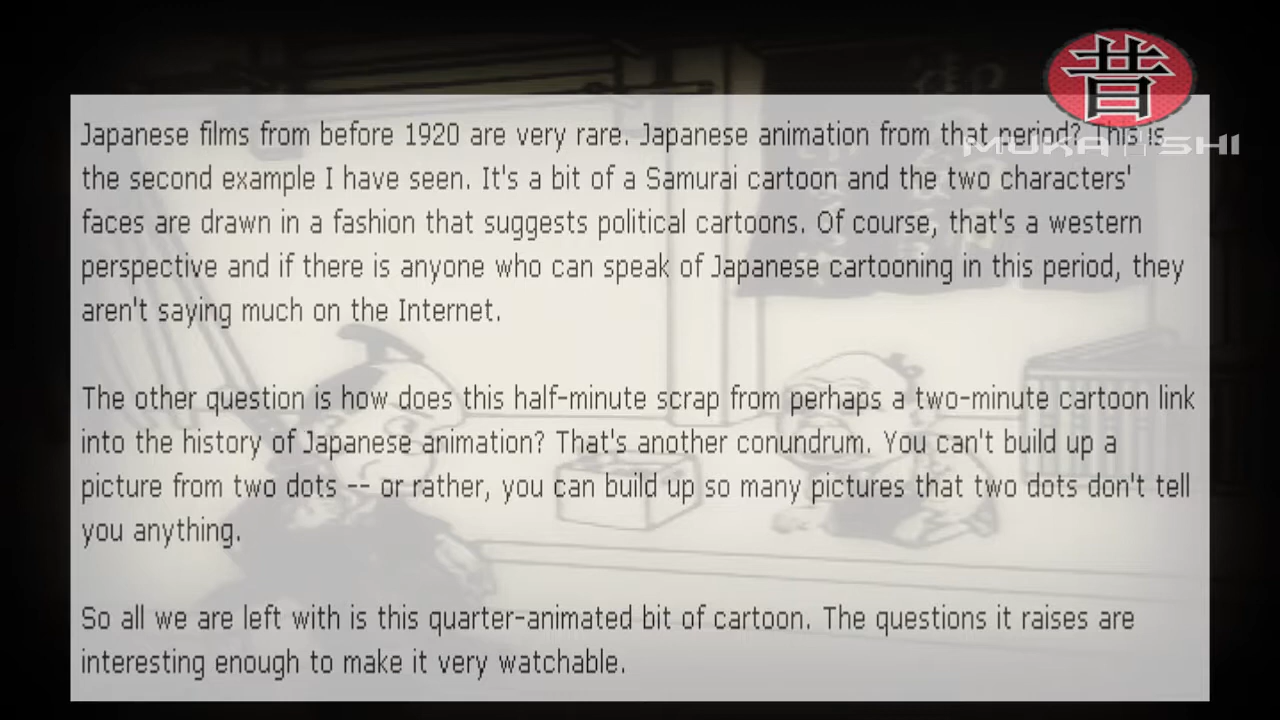 昔
MUKASHI
Japanese films from before 1920 are very rare. Japanese animation from that period? This is
the second example I have seen. It's a bit of a Samurai cartoon and the two characters'
faces are drawn in a fashion that suggests political cartoons. Of course, that's a western
perspective and if there is anyone who can speak of Japanese cartooning in this period, they
aren't saying much on the Internet.
The other question is how does this half-minute scrap from perhaps a two-minute cartoon link
into the history of Japanese animation? That's another conundrum. You can't build up a
picture from two dots -- or rather, you can build up so many pictures that two dots don't tell
you anything.
So all we are left with is this quarter-animated bit of cartoon. The questions it raises are
interesting enough to make it very watchable.